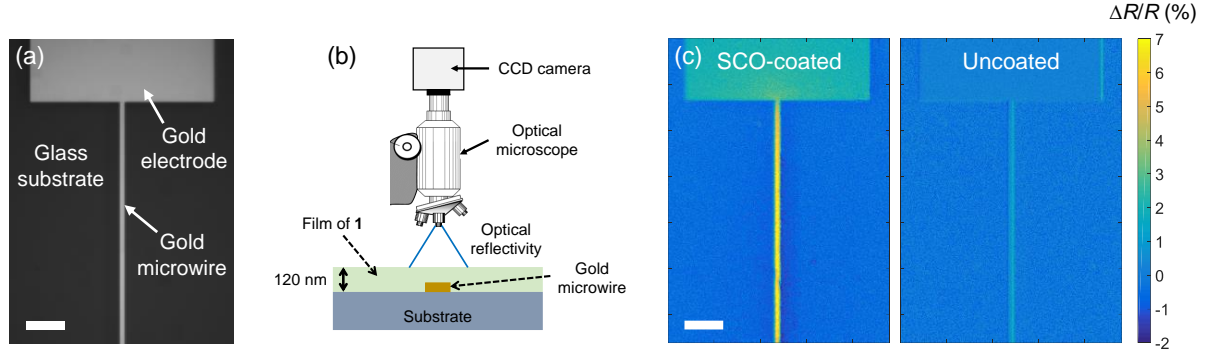 (a)
Gold
electrode
Glass
substrate
Gold
microwire
(b)
CCD camera
Optical
microscope
Film of 1
Optical
reflectivity
120 nm
Gold
microwire
Substrate
(c)
SCO-coated
Uncoated
ΔR/R (%)
7
6
5
4
3
2
1
0
-1
-2